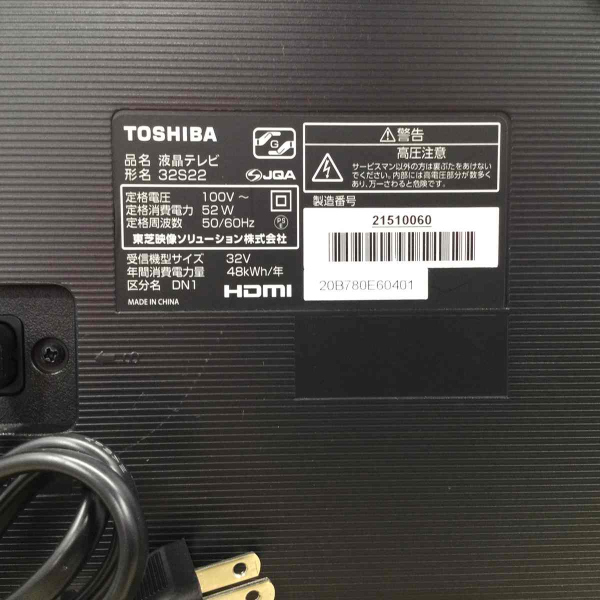 TOSHIBA
品名 液晶テレビ
形名 32S22
G
JQA
定格電圧 100V～
定格消費電力 52W
定格周波数 50/60Hz
PS
E
東芝映像ソリューション株式会社
受信機型サイズ 32V
年間消費電力量 48kWh/年
区分名 DN1
MADE IN CHINA
HDMI
⚠警告
高圧注意
サービスマン以外の方は裏ぶたをあけない
でください。内部には高電圧部分が数多く
あり、万一さわると危険です。
製造番号
21510060
20B780E60401